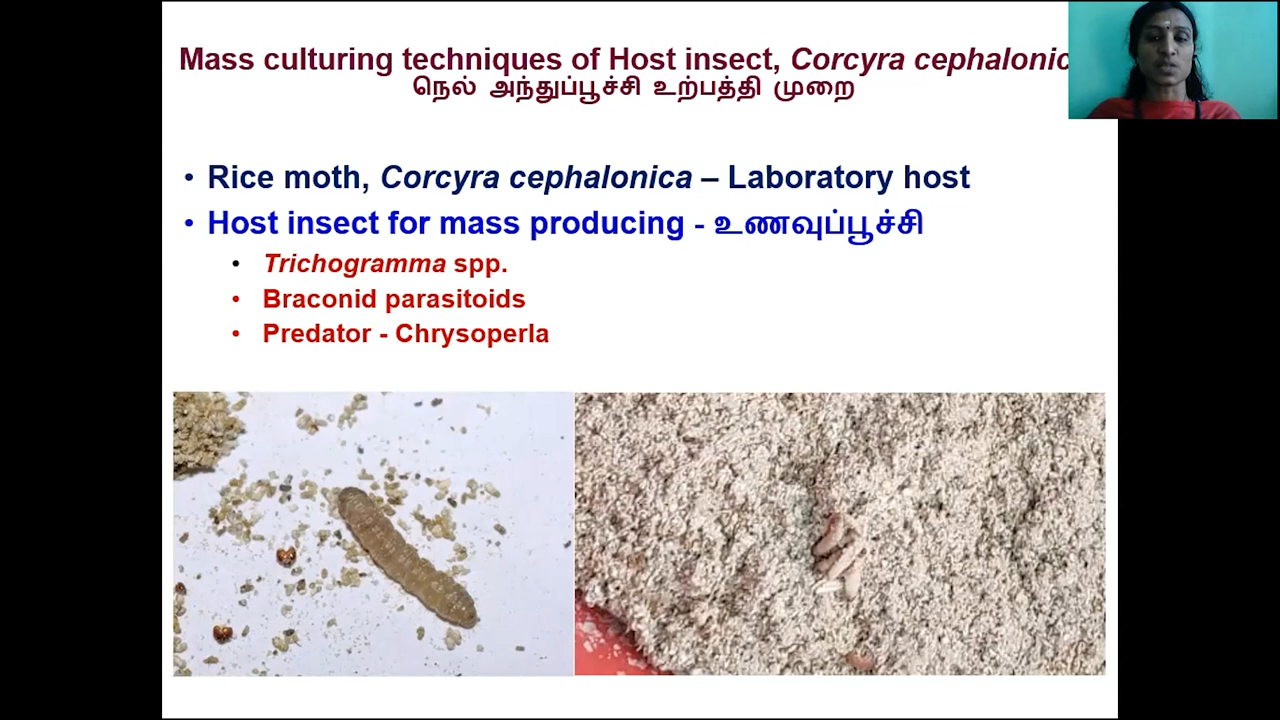 Mass culturing techniques of Host insect, Corcyra cephalonic
நெல் அந்துப்பூச்சி உற்பத்தி முறை
• Rice moth, Corcyra cephalonica – Laboratory host
• Host insect for mass producing - உணவுப்பூச்சி
• Trichogramma spp.
• Braconid parasitoids
• Predator - Chrysoperla